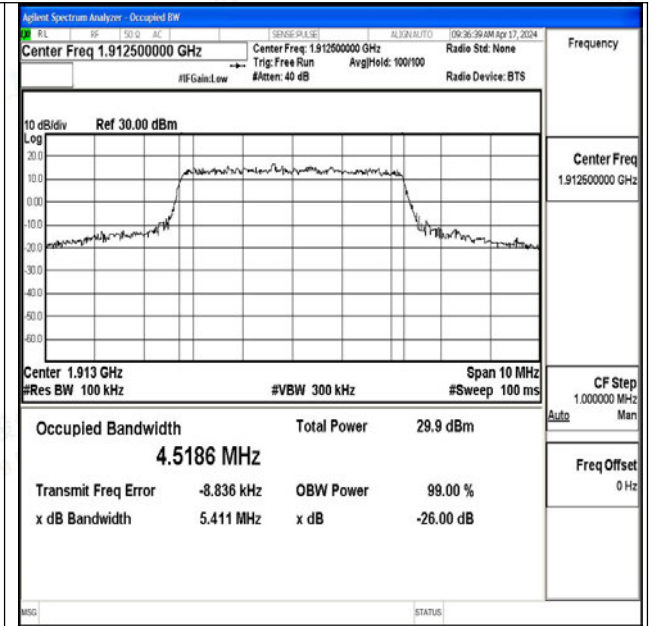 Agilent Spectrum Analyzer - Occupied BW
RL RF 50 Ω AC SENSE:PULSE ALIGN AUTO 09:36:39 AM Apr 17, 2024
Center Freq 1.912500000 GHz
Center Freq: 1.912500000 GHz
Radio Std: None
Trig: Free Run Avg|Hold: 100/100
#IFGain:Low #Atten: 40 dB Radio Device: BTS
Frequency
10 dB/div Ref 30.00 dBm
Log
20.0
10.0
0.00
-10.0
-20.0
-30.0
-40.0
-50.0
-60.0
Center 1.913 GHz Span 10 MHz
#Res BW 100 kHz #VBW 300 kHz #Sweep 100 ms
Occupied Bandwidth Total Power 29.9 dBm
4.5186 MHz
Transmit Freq Error -8.836 kHz OBW Power 99.00 %
x dB Bandwidth 5.411 MHz x dB -26.00 dB
Center Freq
1.912500000 GHz
CF Step
1.000000 MHz
Auto Man
Freq Offset
0 Hz
MSG STATUS